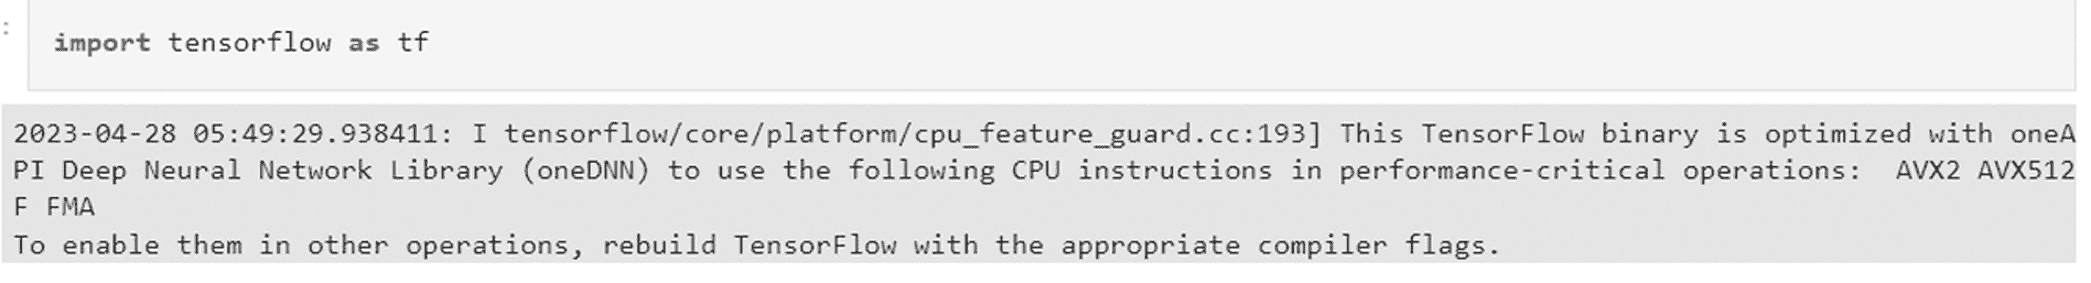 :
import tensorflow as tf
2023-04-28 05:49:29.938411: I tensorflow/core/platform/cpu_feature_guard.cc:193] This TensorFlow binary is optimized with oneA
PI Deep Neural Network Library (oneDNN) to use the following CPU instructions in performance-critical operations:  AVX2 AVX512
F FMA
To enable them in other operations, rebuild TensorFlow with the appropriate compiler flags.